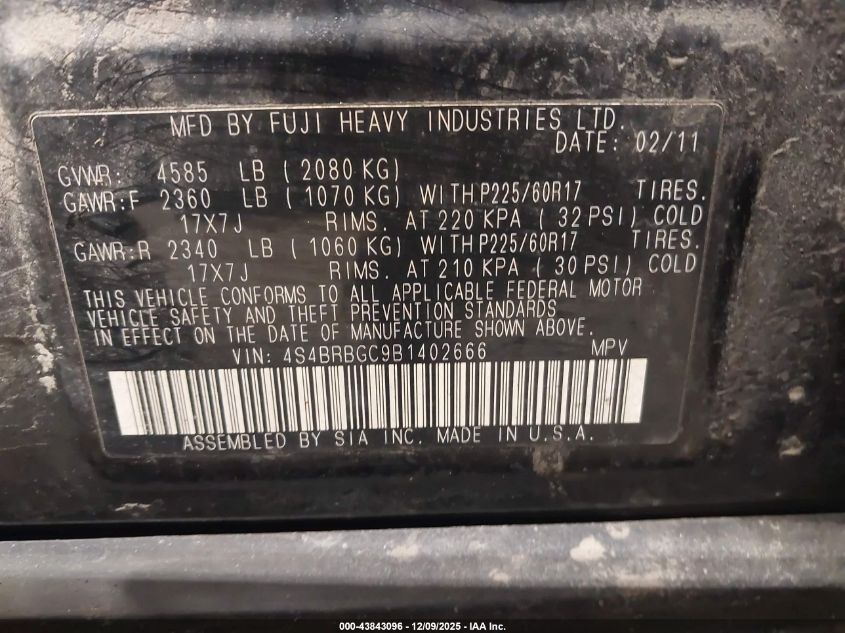 MFD BY FUJI HEAVY INDUSTRIES LTD.
DATE: 02/11
GVWR: 4585 LB ( 2080 KG)
GAWR:F 2360 LB ( 1070 KG) WITH P225/60R17 TIRES.
17X7J RIMS. AT 220 KPA ( 32 PSI) COLD
GAWR:R 2340 LB ( 1060 KG) WITH P225/60R17 TIRES.
17X7J RIMS. AT 210 KPA ( 30 PSI) COLD
THIS VEHICLE CONFORMS TO ALL APPLICABLE FEDERAL MOTOR
VEHICLE SAFETY AND THEFT PREVENTION STANDARDS
IN EFFECT ON THE DATE OF MANUFACTURE SHOWN ABOVE.
VIN: 4S4BRBGC9B1402666 MPV
ASSEMBLED BY SIA INC. MADE IN U.S.A.
000-43843096 - 12/09/2025 - IAA Inc.